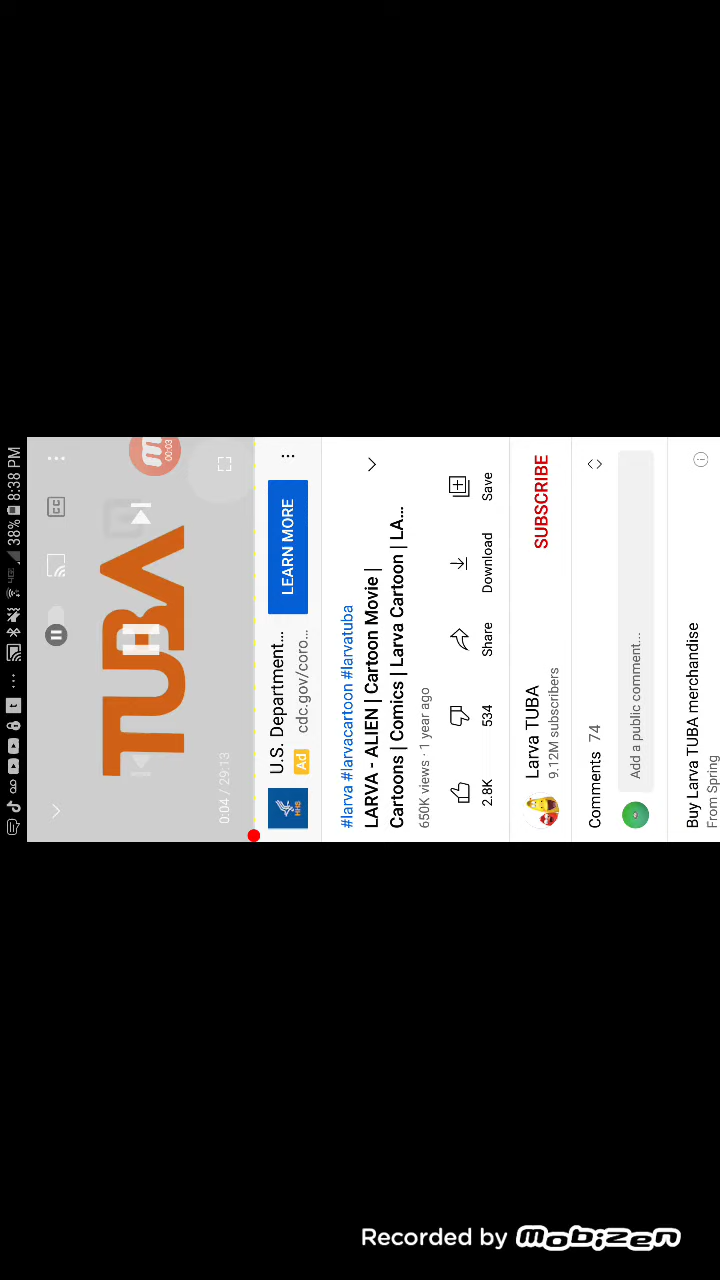 38% 8:38 PM
TUBA
00:03
0:04 / 29:13
U.S. Department...
Ad cdc.gov/coro...
LEARN MORE
HHS
#larva #larvacartoon #larvatuba
LARVA - ALIEN | Cartoon Movie |
Cartoons | Comics | Larva Cartoon | LA...
650K views · 1 year ago
2.8K 534 Share Download Save
Larva TUBA
9.12M subscribers
SUBSCRIBE
Comments 74
Add a public comment...
Buy Larva TUBA merchandise
From Spring
Recorded by mobizen